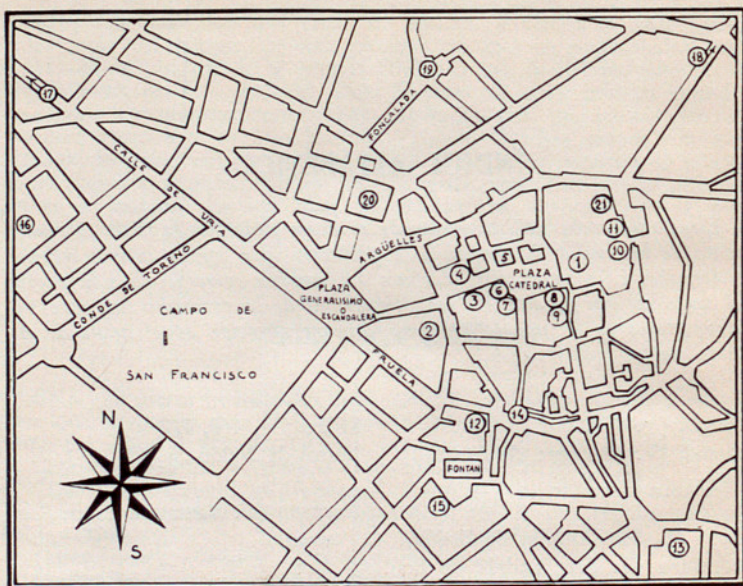 18
19
17
FONCALADA
CALLE DE URIA
20
21
16
11
ARGÜELLES
10
5
1
CONDE DE TORENO
4
PLAZA
CATEDRAL
PLAZA
GENERALISIMO
O
ESCANDALERA
6
8
3
7
9
CAMPO DE
2
FRUELA
SAN FRANCISCO
N
14
12
FONTAN
15
S
13